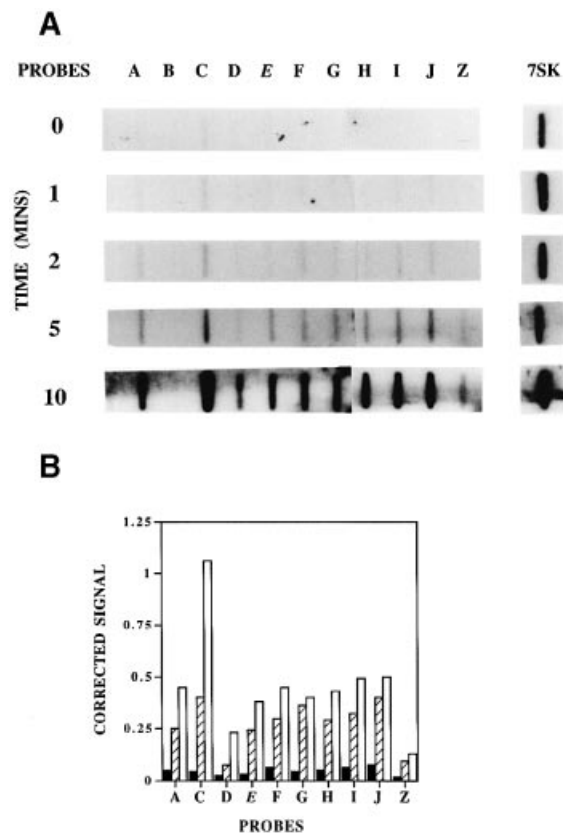 A
PROBES A B C D E F G H I J Z 7SK
0
1
2
5
10
TIME (MINS)
B
1.25
1
0.75
0.5
0.25
0
CORRECTED SIGNAL
A C D E F G H I J Z
PROBES